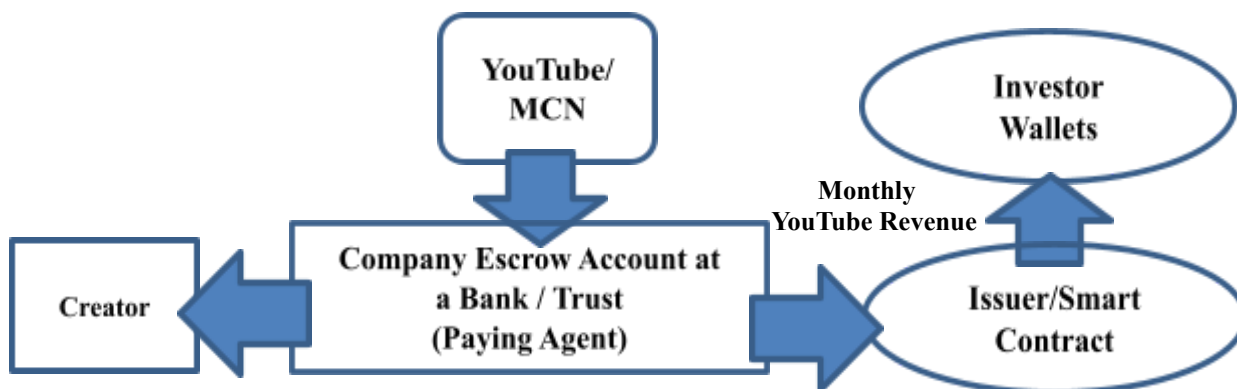 YouTube/
MCN
Investor
Wallets
Monthly
YouTube Revenue
Creator
Company Escrow Account at
a Bank / Trust
(Paying Agent)
Issuer/Smart
Contract